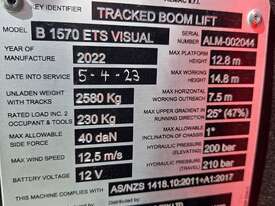 KEY IDENTIFIER TRACKED BOOM LIFT
MODEL B 1570 ETS VISUAL SERIAL ALM-002044
YEAR OF MANUFACTURE 2022 MAX PLATFORM HEIGHT 12.8 m
DATE INTO SERVICE 5-4-23 MAX WORKING HEIGHT 14.8 m
UNLADEN WEIGHT WITH TRACKS 2580 Kg MAX HORIZONTAL WORKING OUTREACH 7.5 m
RATED LOAD INC. 2 OCCUPANT & TOOLS 230 Kg MAX UPPER GRADIENT IN RUNNING DIRECTION 25° (47%)
MAX ALLOWABLE SIDE FORCE 40 daN MAX ALLOWABLE INCLINATION OF CHASSIS 1°
MAX WIND SPEED 12,5 m/s HYDRAULIC PRESSURE 200 bar
BATTERY VOLTAGE 12 V HYDRAULIC PRESSURE (TRAVEL) 210 bar
THIS MACHINE COMPLIES WITH AS/NZS 1418.10:2011+A1:2017